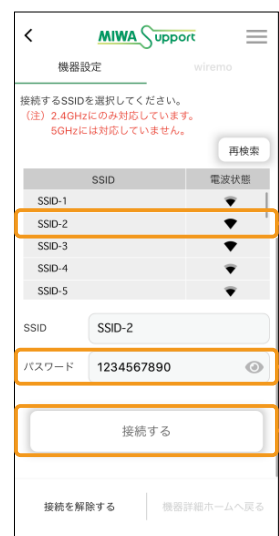 MIWA Support
機器設定 wiremo
接続するSSIDを選択してください。
（注）2.4GHzにのみ対応しています。
5GHzには対応していません。
再検索
SSID 電波状態
SSID-1
SSID-2
SSID-3
SSID-4
SSID-5
SSID SSID-2
パスワード 1234567890
接続する
接続を解除する 機器詳細ホームへ戻る